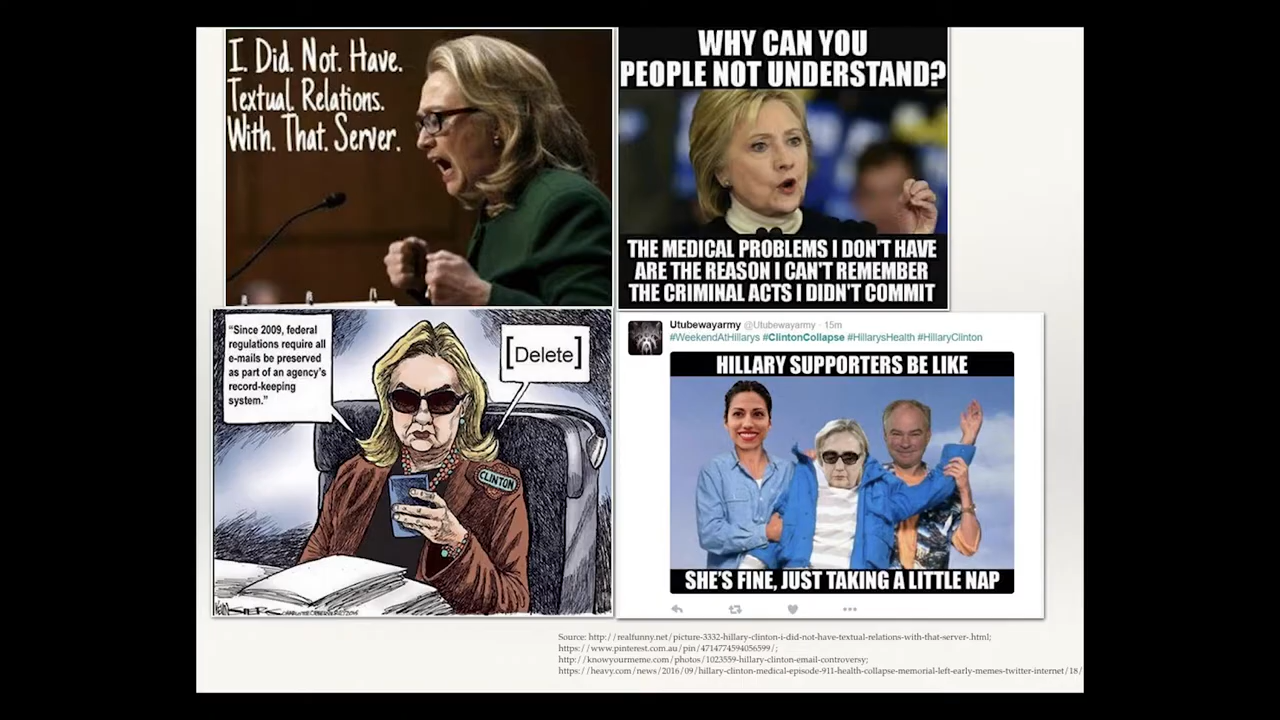 I. Did. Not. Have.
Textual Relations.
With. That. Server.
WHY CAN YOU
PEOPLE NOT UNDERSTAND?
THE MEDICAL PROBLEMS I DON'T HAVE
ARE THE REASON I CAN'T REMEMBER
THE CRIMINAL ACTS I DIDN'T COMMIT
“Since 2009, federal
regulations require all
e-mails be preserved
as part of an agency's
record-keeping
system.”
[Delete]
CLINTON
Utubewayarmy @Utubewayarmy · 15m
#WeekendAtHillarys #ClintonCollapse #HillarysHealth #HillaryClinton
HILLARY SUPPORTERS BE LIKE
SHE'S FINE, JUST TAKING A LITTLE NAP
Source: http://realfunny.net/picture-3332-hillary-clinton-i-did-not-have-textual-relations-with-that-server-.html;
https://www.pinterest.com.au/pin/4714774594056599/;
http://knowyourmeme.com/photos/1023559-hillary-clinton-email-controversy;
https://heavy.com/news/2016/09/hillary-clinton-medical-episode-911-health-collapse-memorial-left-early-memes-twitter-internet/18/